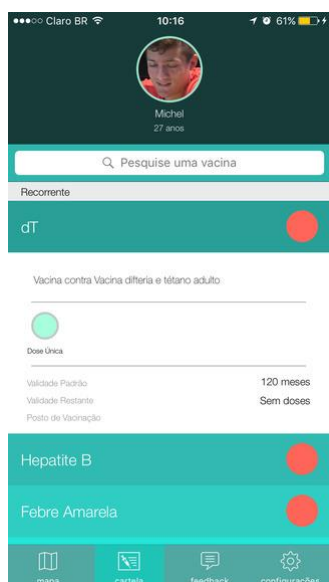 Claro BR 10:16 61%
Michel
27 anos
Pesquise uma vacina
Recorrente
dT
Vacina contra Vacina difteria e tétano adulto
Dose Única
Validade Padrão 120 meses
Validade Restante Sem doses
Posto de Vacinação
Hepatite B
Febre Amarela
mapa cartela feedback configurações